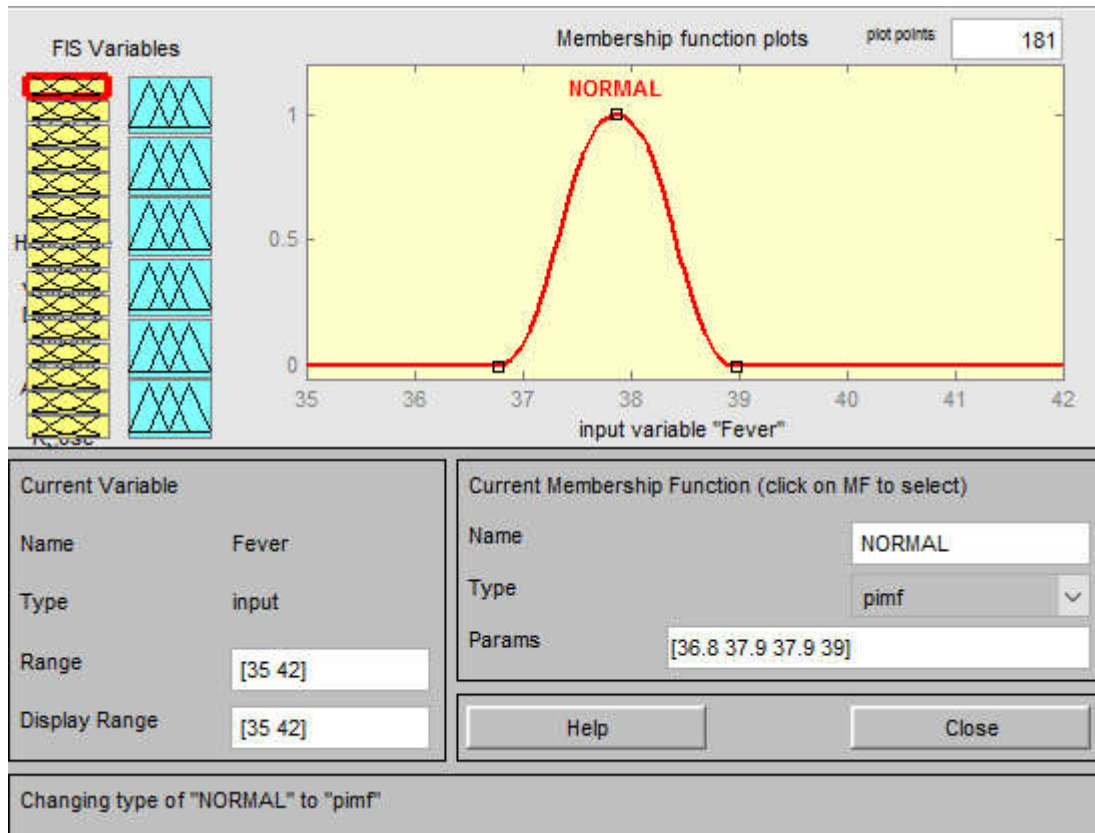 FIS Variables
Membership function plots
plot points:
181
NORMAL
1
0.5
0
35 36 37 38 39 40 41 42
input variable "Fever"
Current Variable
Name Fever
Type input
Range [35 42]
Display Range [35 42]
Current Membership Function (click on MF to select)
Name NORMAL
Type pimf
Params [36.8 37.9 37.9 39]
Help Close
Changing type of "NORMAL" to "pimf"